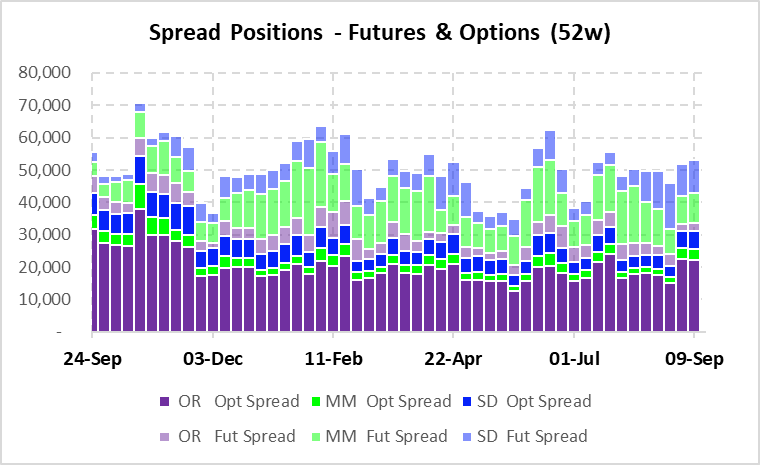 Spread Positions - Futures & Options (52w)
80,000
70,000
60,000
50,000
40,000
30,000
20,000
10,000
-
24-Sep 03-Dec 11-Feb 22-Apr 01-Jul 09-Sep
OR Opt Spread MM Opt Spread SD Opt Spread
OR Fut Spread MM Fut Spread SD Fut Spread